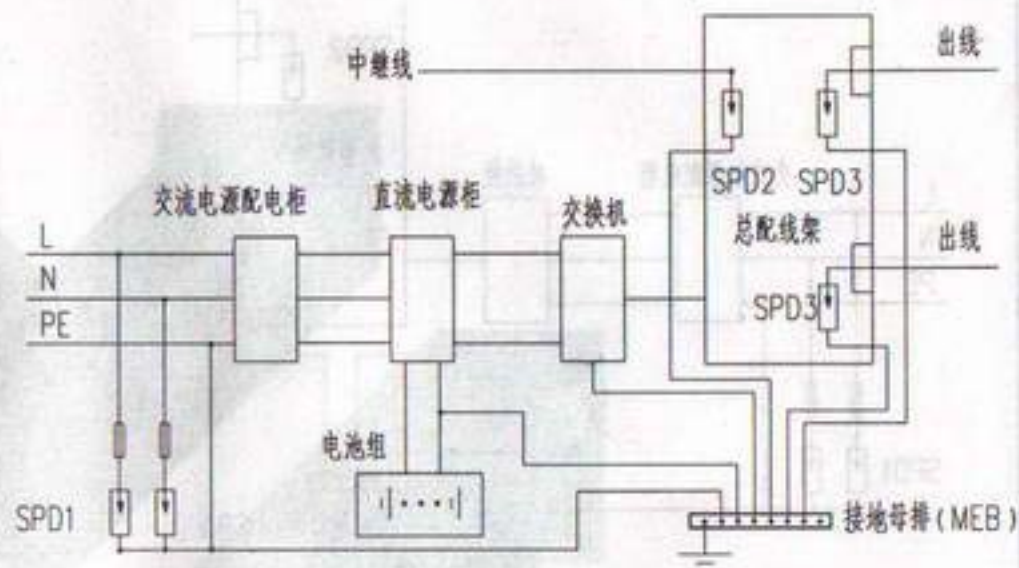 中继线
出线
SPD2 SPD3
交流电源配电柜
直流电源柜
交换机
总配线架
出线
L
N
PE
SPD3
电池组
SPD1
接地母排(MEB)